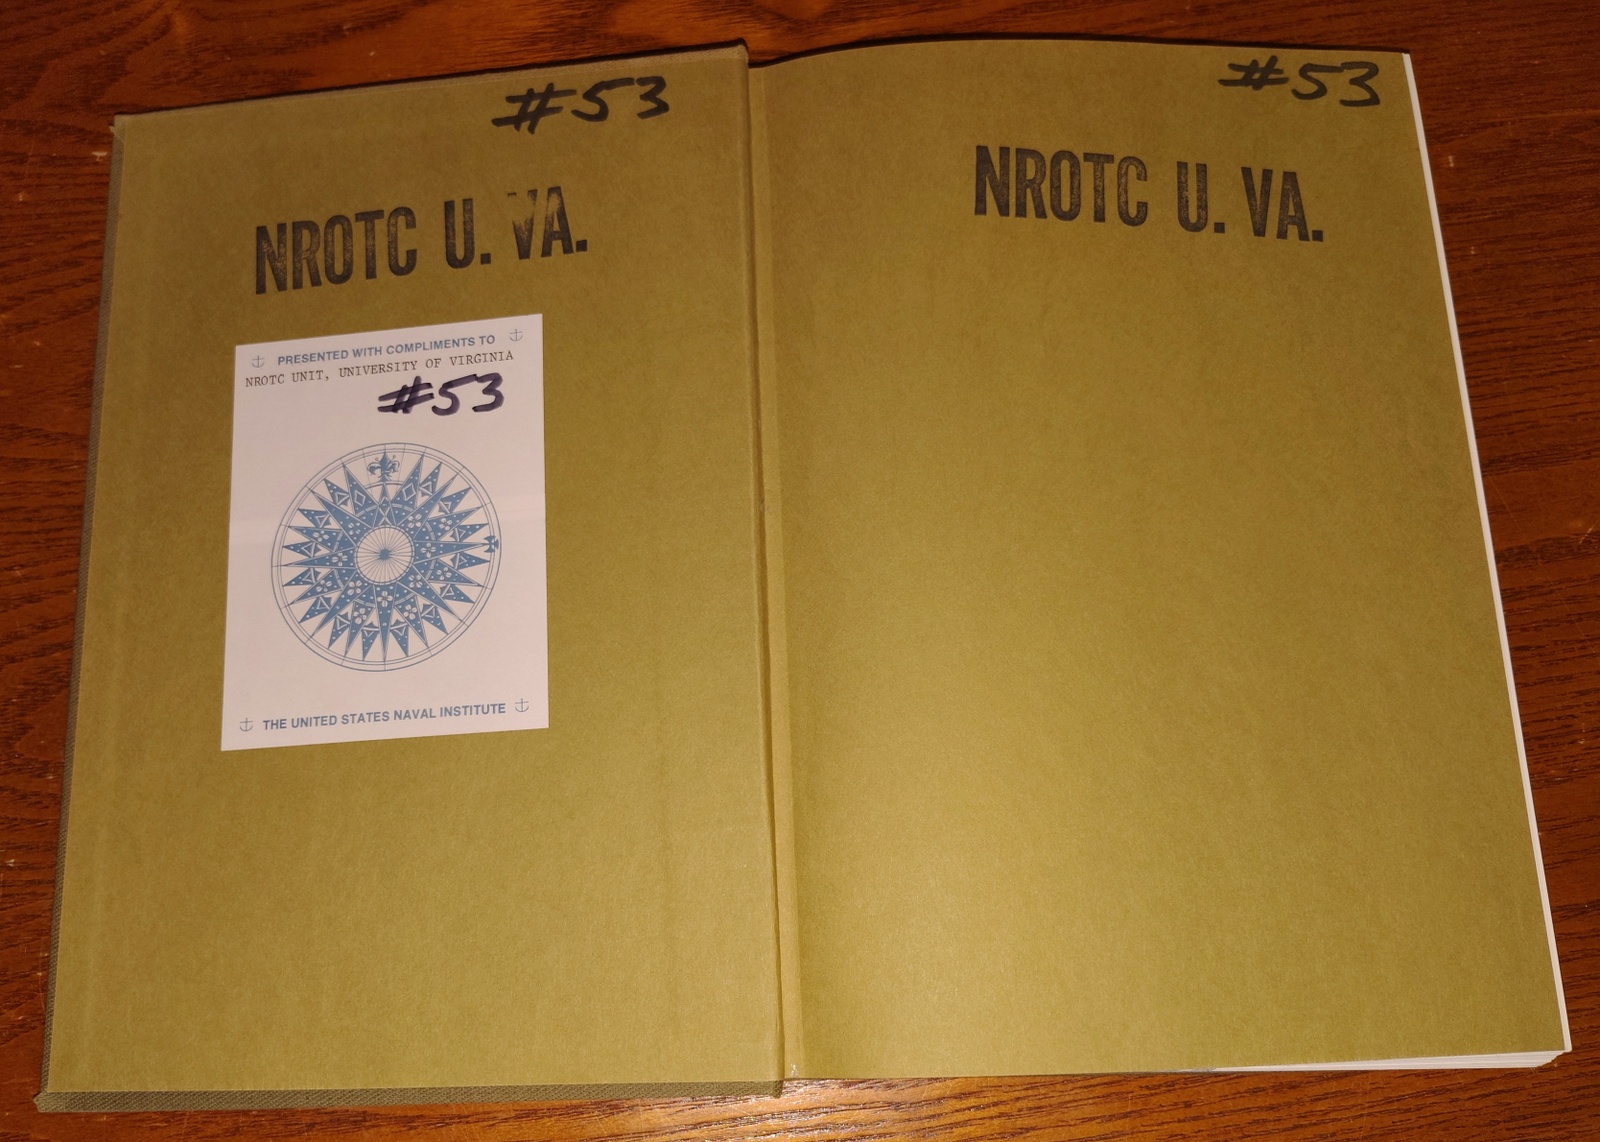 #53
NROTC U. VA.
PRESENTED WITH COMPLIMENTS TO
NROTC UNIT, UNIVERSITY OF VIRGINIA
#53
THE UNITED STATES NAVAL INSTITUTE
#53
NROTC U. VA.